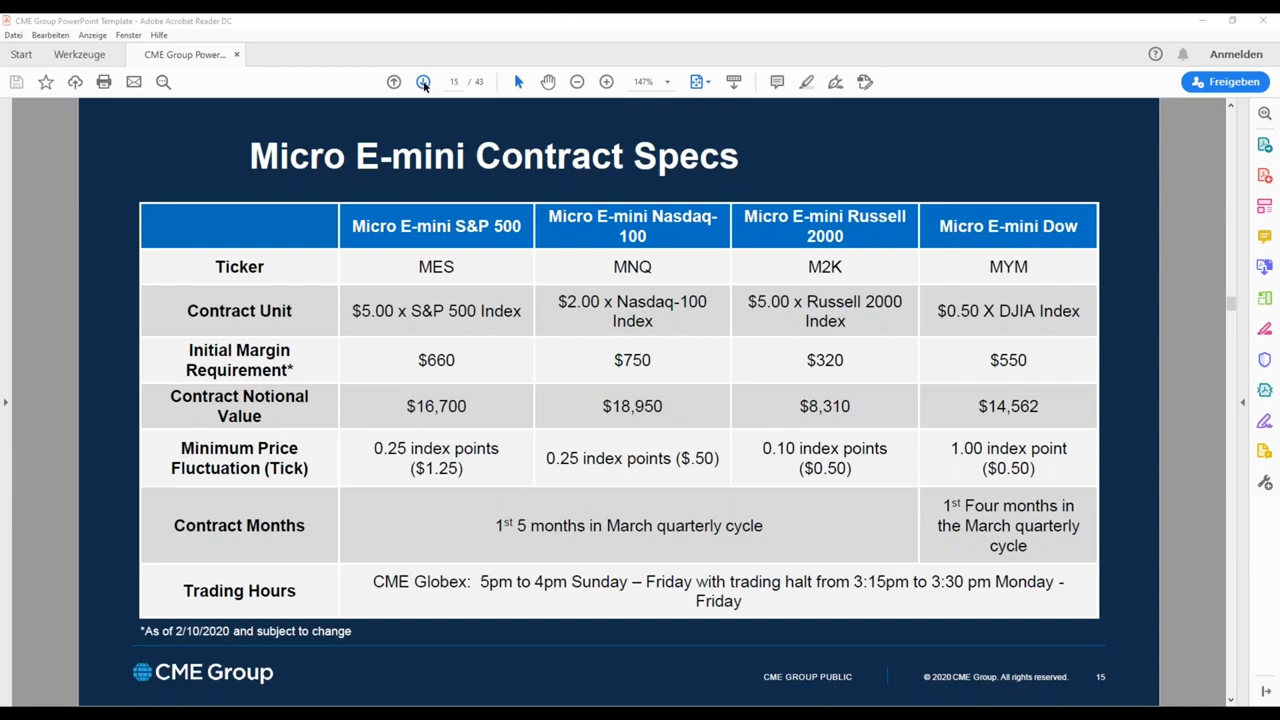 CME Group PowerPoint Template - Adobe Acrobat Reader DC
Datei Bearbeiten Anzeige Fenster Hilfe
Start Werkzeuge CME Group Power... × Anmelden
15 / 43 147% Freigeben
Micro E-mini Contract Specs
Micro E-mini S&P 500
Micro E-mini Nasdaq-
100
Micro E-mini Russell
2000
Micro E-mini Dow
Ticker
MES
MNQ
M2K
MYM
Contract Unit
$5.00 x S&P 500 Index
$2.00 x Nasdaq-100
Index
$5.00 x Russell 2000
Index
$0.50 X DJIA Index
Initial Margin
Requirement*
$660
$750
$320
$550
Contract Notional
Value
$16,700
$18,950
$8,310
$14,562
Minimum Price
Fluctuation (Tick)
0.25 index points
($1.25)
0.25 index points ($.50)
0.10 index points
($0.50)
1.00 index point
($0.50)
Contract Months
1st 5 months in March quarterly cycle
1st Four months in
the March quarterly
cycle
Trading Hours
CME Globex: 5pm to 4pm Sunday – Friday with trading halt from 3:15pm to 3:30 pm Monday -
Friday
*As of 2/10/2020 and subject to change
CME Group
CME GROUP PUBLIC
© 2020 CME Group. All rights reserved.
15